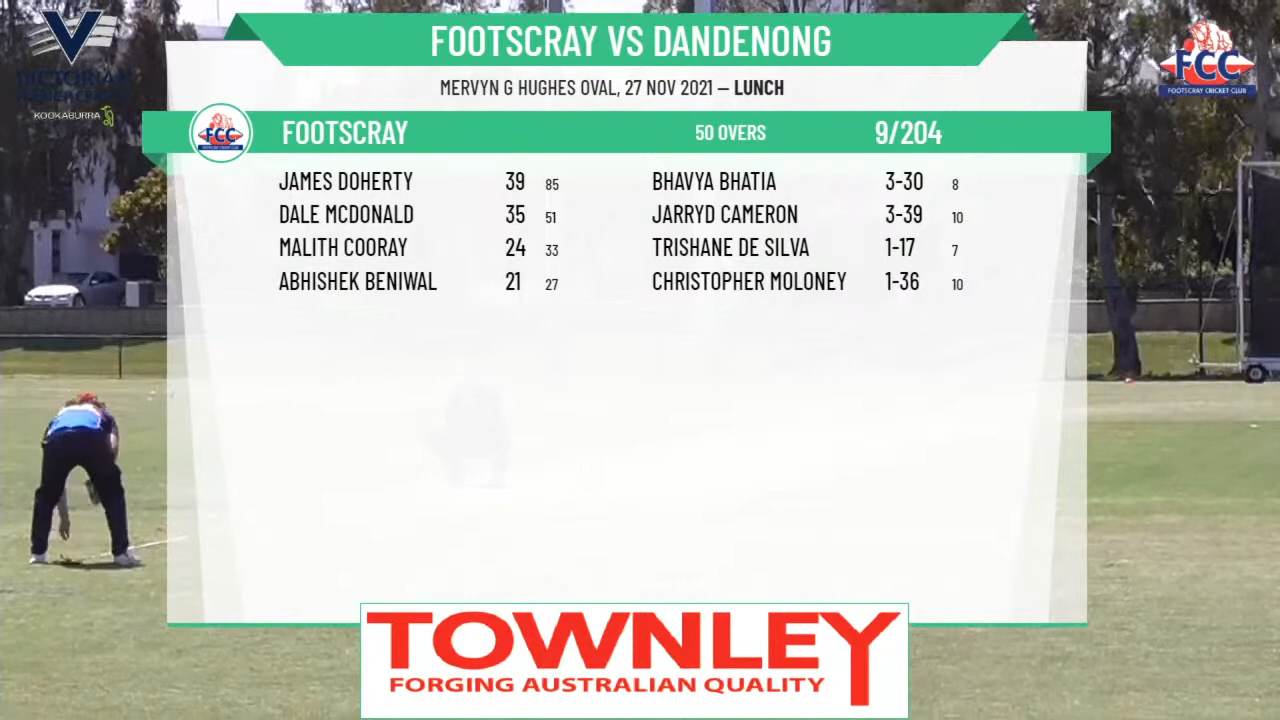 FOOTSCRAY VS DANDENONG
MERVYN G HUGHES OVAL, 27 NOV 2021 – LUNCH
V
VICTORIAN
PREMIER CRICKET
KOOKABURRA
FCC
FOOTSCRAY CRICKET CLUB
FCC
FOOTSCRAY 50 OVERS 9/204
JAMES DOHERTY 39 85 BHAVYA BHATIA 3-30 8
DALE MCDONALD 35 51 JARRYD CAMERON 3-39 10
MALITH COORAY 24 33 TRISHANE DE SILVA 1-17 7
ABHISHEK BENIWAL 21 27 CHRISTOPHER MOLONEY 1-36 10
TOWNLEY
FORGING AUSTRALIAN QUALITY